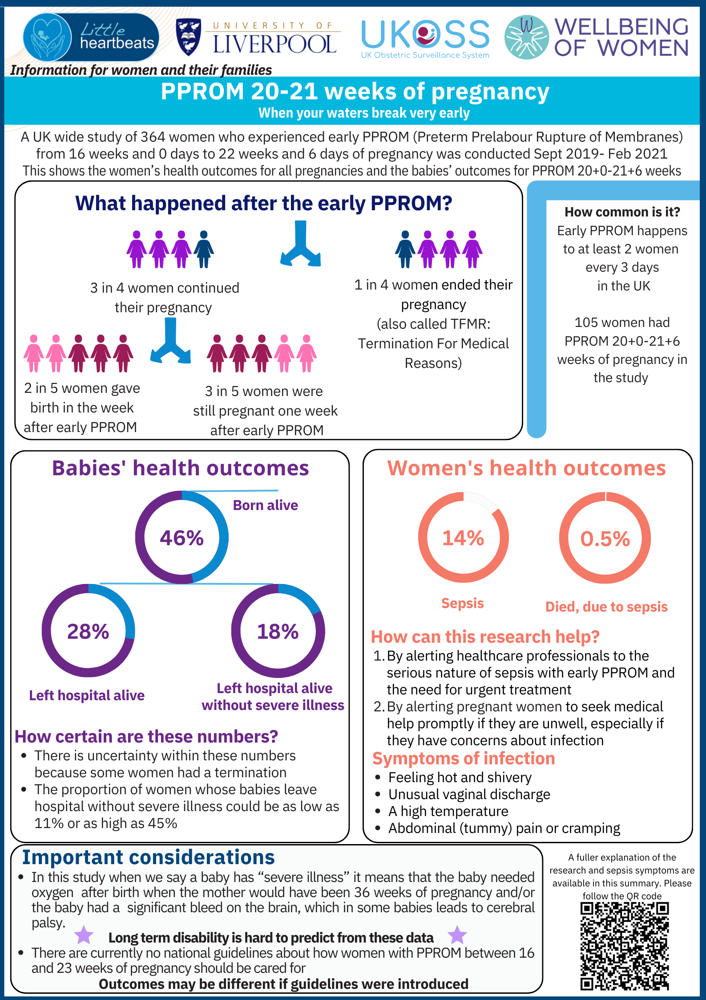 Little
heartbeats
UNIVERSITY OF
LIVERPOOL
UKOSS
UK Obstetric Surveillance System
W
WELLBEING
OF WOMEN
Information for women and their families
PPROM 20-21 weeks of pregnancy
When your waters break very early
A UK wide study of 364 women who experienced early PPROM (Preterm Prelabour Rupture of Membranes)
from 16 weeks and 0 days to 22 weeks and 6 days of pregnancy was conducted Sept 2019- Feb 2021
This shows the women's health outcomes for all pregnancies and the babies' outcomes for PPROM 20+0-21+6 weeks
What happened after the early PPROM?
3 in 4 women continued
their pregnancy
1 in 4 women ended their
pregnancy
(also called TFMR:
Termination For Medical
Reasons)
2 in 5 women gave
birth in the week
after early PPROM
3 in 5 women were
still pregnant one week
after early PPROM
How common is it?
Early PPROM happens
to at least 2 women
every 3 days
in the UK
105 women had
PPROM 20+0-21+6
weeks of pregnancy in
the study
Babies' health outcomes
Born alive
46%
28%
18%
Left hospital alive
Left hospital alive
without severe illness
How certain are these numbers?
• There is uncertainty within these numbers
because some women had a termination
• The proportion of women whose babies leave
hospital without severe illness could be as low as
11% or as high as 45%
Women's health outcomes
14%
0.5%
Sepsis
Died, due to sepsis
How can this research help?
1. By alerting healthcare professionals to the
serious nature of sepsis with early PPROM and
the need for urgent treatment
2. By alerting pregnant women to seek medical
help promptly if they are unwell, especially if
they have concerns about infection
Symptoms of infection
• Feeling hot and shivery
• Unusual vaginal discharge
• A high temperature
• Abdominal (tummy) pain or cramping
Important considerations
• In this study when we say a baby has “severe illness” it means that the baby needed
oxygen after birth when the mother would have been 36 weeks of pregnancy and/or
the baby had a significant bleed on the brain, which in some babies leads to cerebral
palsy.
Long term disability is hard to predict from these data
• There are currently no national guidelines about how women with PPROM between 16
and 23 weeks of pregnancy should be cared for
Outcomes may be different if guidelines were introduced
A fuller explanation of the
research and sepsis symptoms are
available in this summary. Please
follow the QR code